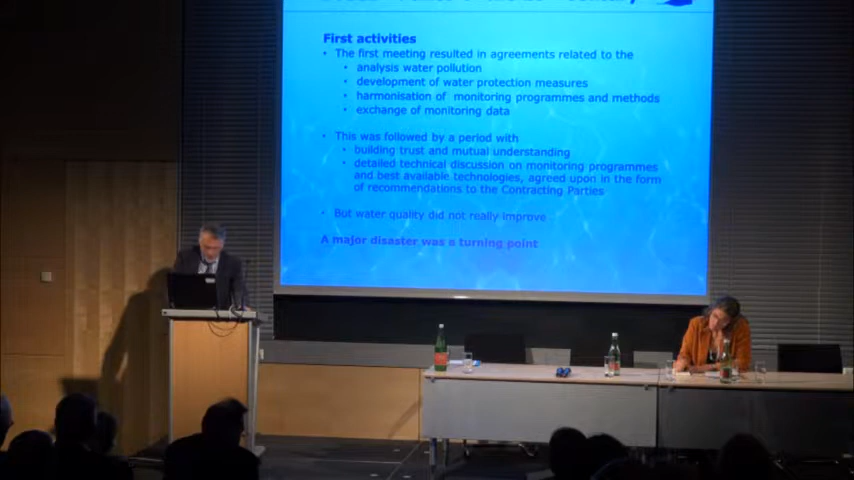 First activities
• The first meeting resulted in agreements related to the
• analysis water pollution
• development of water protection measures
• harmonisation of monitoring programmes and methods
• exchange of monitoring data
• This was followed by a period with
• building trust and mutual understanding
• detailed technical discussion on monitoring programmes
and best available technologies, agreed upon in the form
of recommendations to the Contracting Parties
• But water quality did not really improve
A major disaster was a turning point